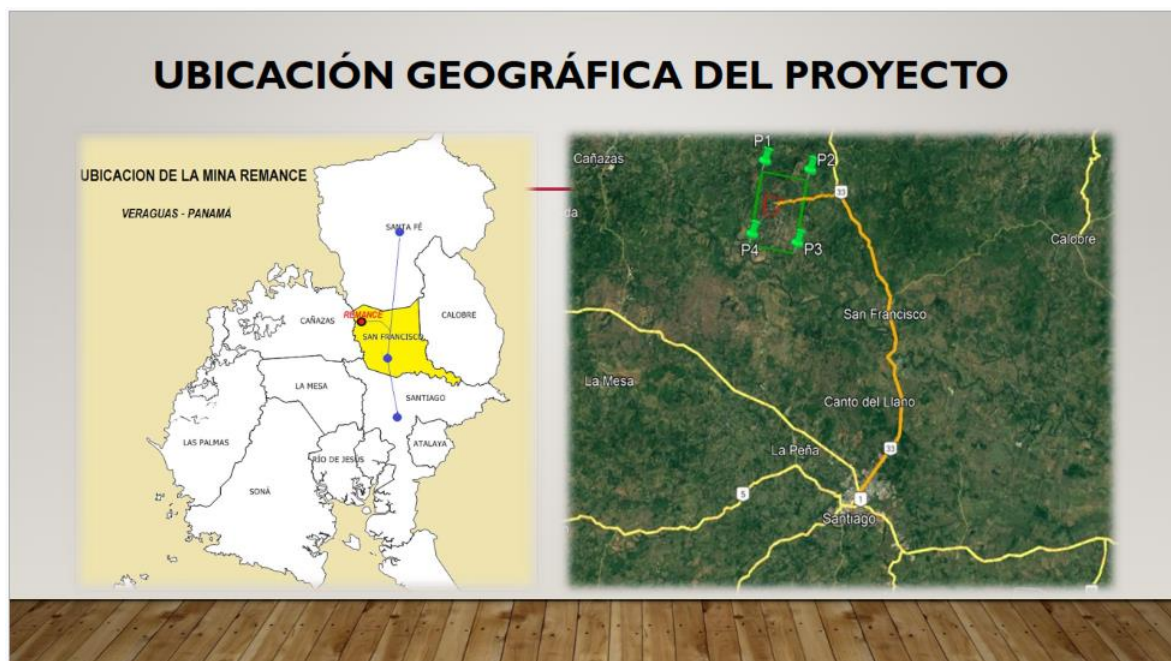 UBICACIÓN GEOGRÁFICA DEL PROYECTO
UBICACION DE LA MINA REMANCE
VERAGUAS - PANAMÁ
SANTA FÉ
CAÑAZAS
REMANCE
CALOBRE
SAN FRANCISCO
LA MESA
SANTIAGO
LAS PALMAS
ATALAYA
RÍO DE JESÚS
SONÁ
P1
Cañazas
P2
33
da
P4
P3
Calobre
San Francisco
La Mesa
Canto del Llano
La Peña
33
5
1
Santiago